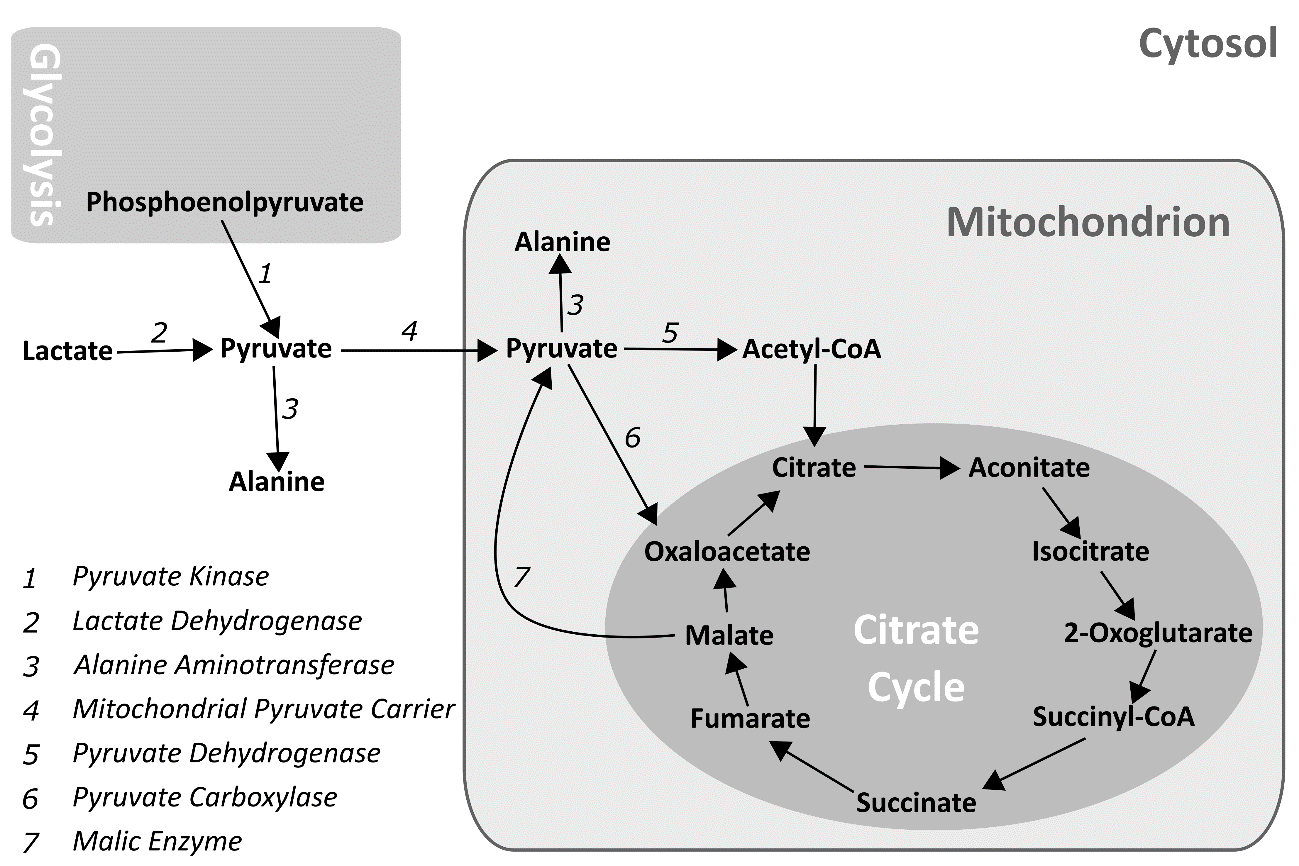 Cytosol
Glycolysis
Phosphoenolpyruvate
Mitochondrion
Alanine
1
3
Lactate
2
Pyruvate
4
Pyruvate
5
Acetyl-CoA
3
6
Alanine
Citrate
Aconitate
Oxaloacetate
Isocitrate
7
Malate
Citrate
Cycle
2-Oxoglutarate
Fumarate
Succinyl-CoA
Succinate
1 Pyruvate Kinase
2 Lactate Dehydrogenase
3 Alanine Aminotransferase
4 Mitochondrial Pyruvate Carrier
5 Pyruvate Dehydrogenase
6 Pyruvate Carboxylase
7 Malic Enzyme